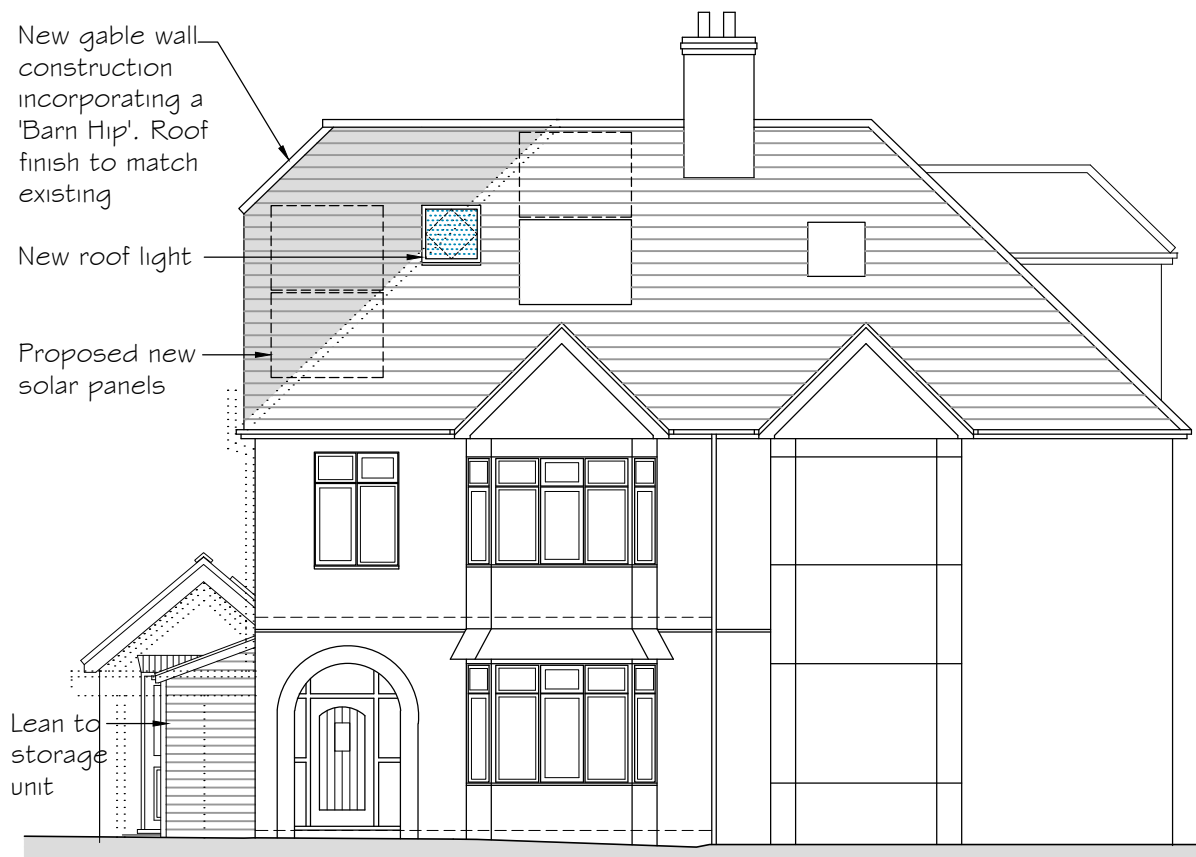 New gable wall
construction
incorporating a
'Barn Hip'. Roof
finish to match
existing
New roof light
Proposed new
solar panels
Lean to
storage
unit